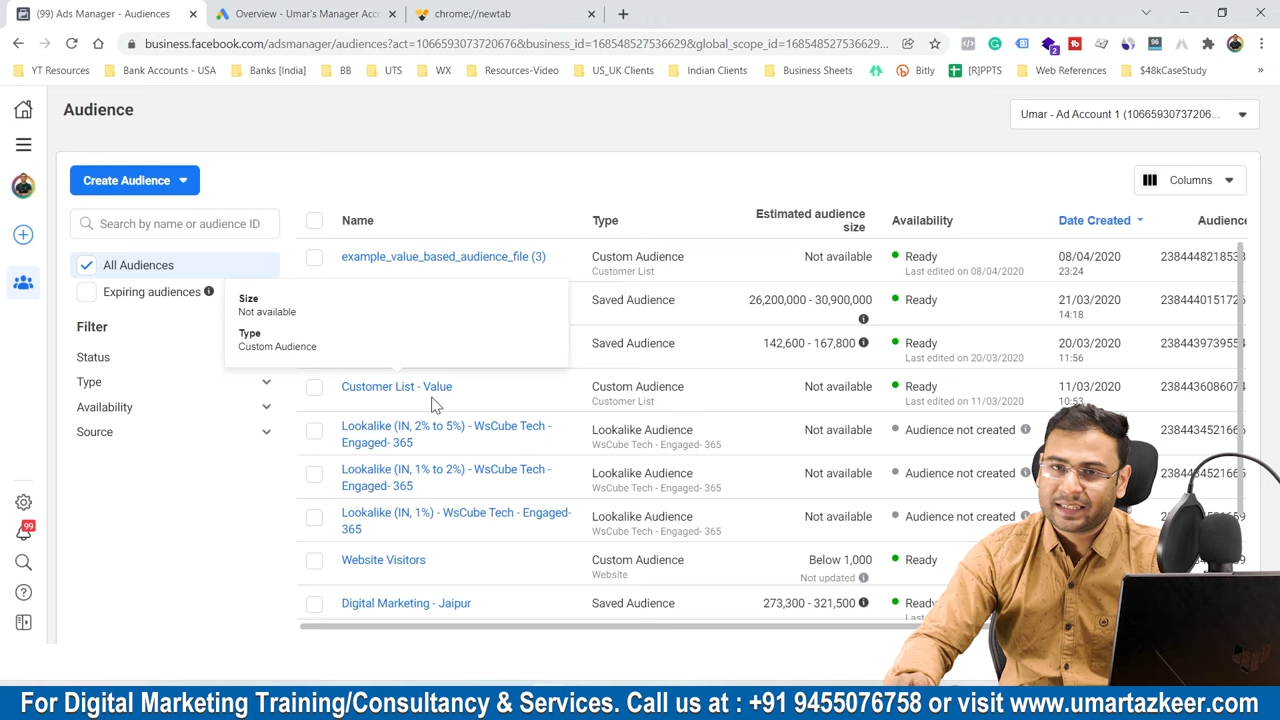 (99) Ads Manager - Audiences
Overview - Umar's Manager Acc
chrome://newtab
business.facebook.com/adsmanager/audiences?act=106659307372067 6&business_id=168548527536629&global_scope_id=168548527536629...
YT Resources
Bank Accounts - USA
Banks [India]
BB
UTS
WX
Resources-Video
US_UK Clients
Indian Clients
Business Sheets
Bitly
[R]PPTS
Web References
$48kCaseStudy
»
2
96
Audience
Umar - Ad Account 1 (10665930737206...
Create Audience
Columns
Search by name or audience ID
Name
Type
Estimated audience size
Availability
Date Created
Audience
All Audiences
Expiring audiences
Filter
Status
Type
Availability
Source
example_value_based_audience_file (3)
Custom Audience
Customer List
Not available
Ready
Last edited on 08/04/2020
08/04/2020
23:24
Size
Not available
Type
Custom Audience
Saved Audience
26,200,000 - 30,900,000
Ready
21/03/2020
14:18
Saved Audience
142,600 - 167,800
Ready
Last edited on 20/03/2020
20/03/2020
11:56
Customer List - Value
Custom Audience
Customer List
Not available
Ready
Last edited on 11/03/2020
11/03/2020
10:53
Lookalike (IN, 2% to 5%) - WsCube Tech -
Engaged- 365
Lookalike Audience
WsCube Tech - Engaged- 365
Not available
Audience not created
Lookalike (IN, 1% to 2%) - WsCube Tech -
Engaged- 365
Lookalike Audience
WsCube Tech - Engaged- 365
Not available
Audience not created
Lookalike (IN, 1%) - WsCube Tech - Engaged-
365
Lookalike Audience
WsCube Tech - Engaged- 365
Not available
Audience not created
Website Visitors
Custom Audience
Website
Below 1,000
Not updated
Ready
Digital Marketing - Jaipur
Saved Audience
273,300 - 321,500
Ready
99
For Digital Marketing Training/Consultancy & Services. Call us at : +91 9455076758 or visit www.umartazkeer.com